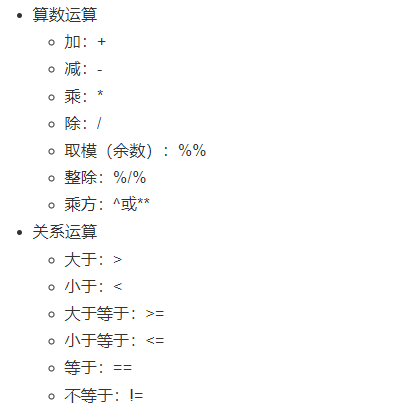 算数运算
加：+
减：-
乘：*
除：/
取模（余数）：%%
整除：%/%
乘方：^或**
关系运算
大于：>
小于：<
大于等于：>=
小于等于：<=
等于：==
不等于：!=